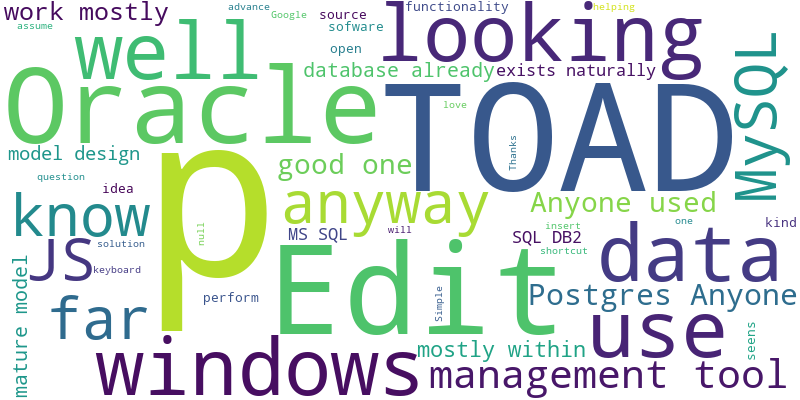 work mostly
assume
advance
Google
source
sofware
open
functionality
helping
looking
well
Oracle
database already
exists naturally
MySQL
TOAD
love
Thanks
p
model design
question
idea
good one
anyway
Anyone used
insert
one
kind
know
solution
null
MS SQL
will
SQL DB2
shortcut
data
JS
keyboard
Edit
mature model
far
perform
Simple
Postgres Anyone
use
seens
windows
mostly within
management tool